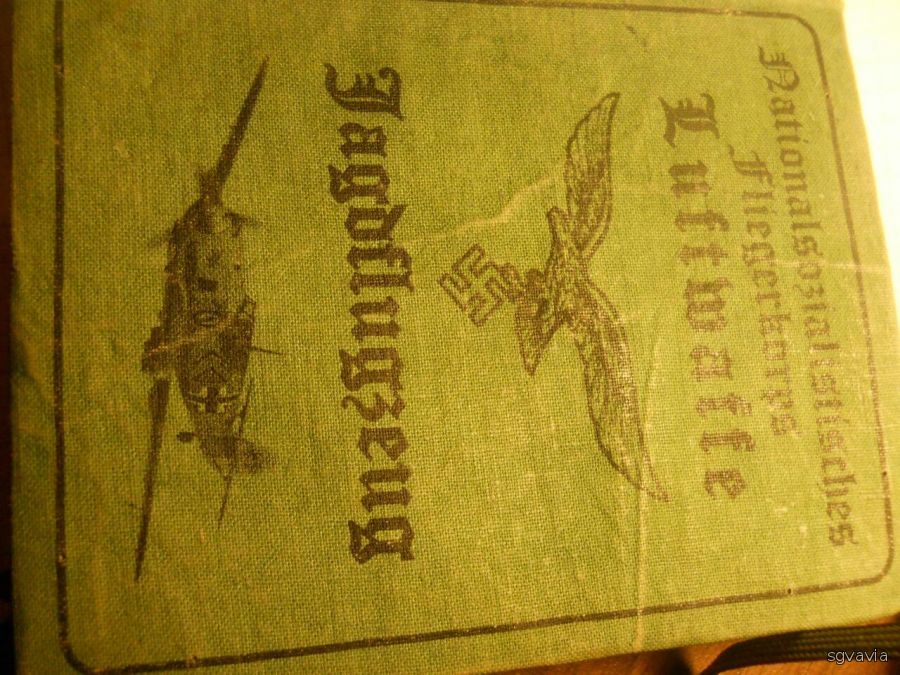 Nationalsozialistisches
Fliegerkorps
Luftwaffe
Jagdflugzeug
sgvavia